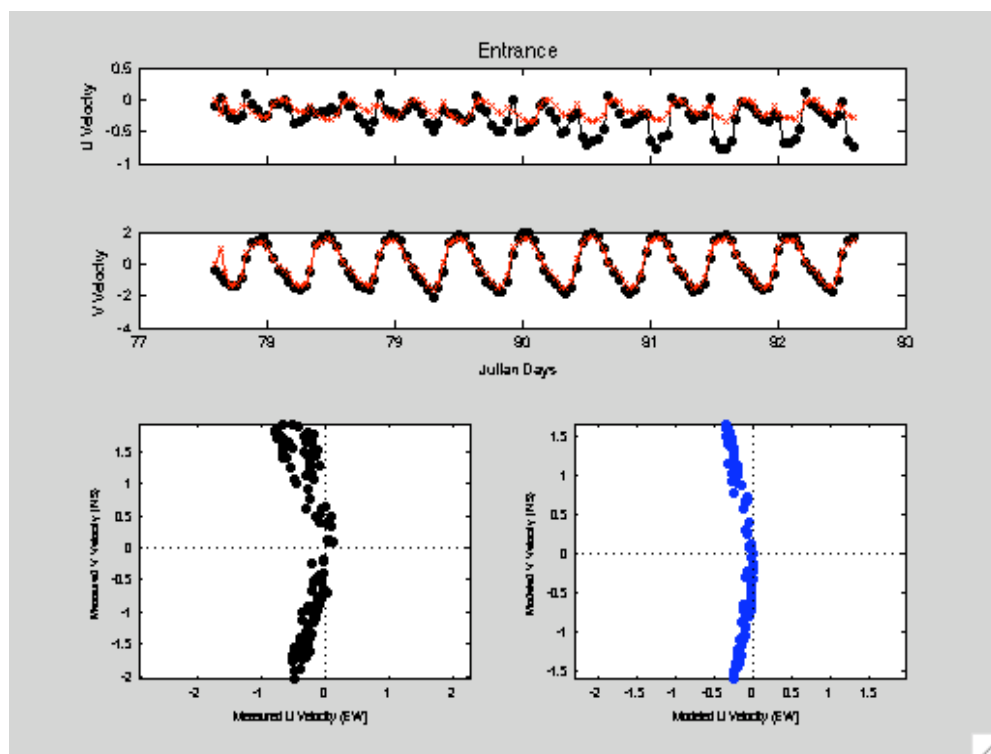 Entrance
0.5
0
-0.5
-1
U Velocity
2
0
-2
-4
V Velocity
77 78 79 90 91 92 93
Julian Days
1.5
1
0.5
0
-0.5
-1
-1.5
-2
Measured V Velocity (NS)
-2 -1 0 1 2
Measured U Velocity (EW)
1.5
1
0.5
0
-0.5
-1
-1.5
Modeled V Velocity (NS)
-2 -1.5 -1 -0.5 0 0.5 1 1.5
Modeled U Velocity (EW)